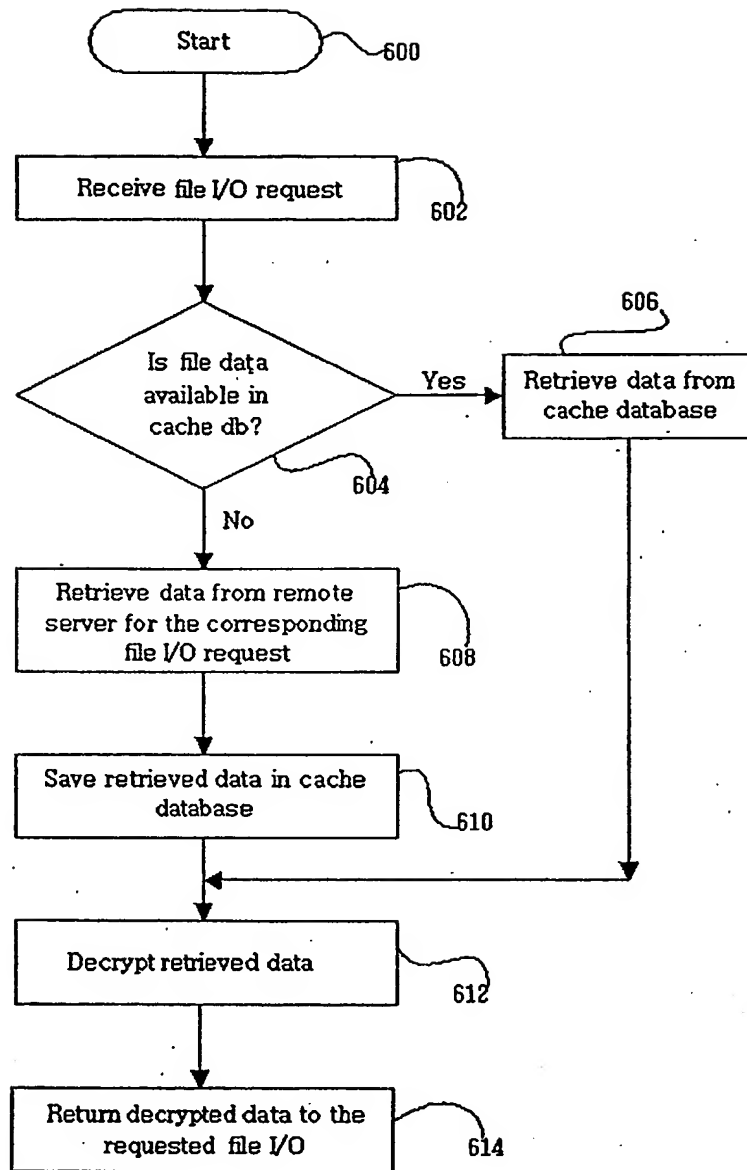 Start
600
Receive file I/O request
602
Is file data
available in
cache db?
604
Yes
606
Retrieve data from
cache database
No
Retrieve data from remote
server for the corresponding
file I/O request
608
Save retrieved data in cache
database
610
Decrypt retrieved data
612
Return decrypted data to the
requested file I/O
614